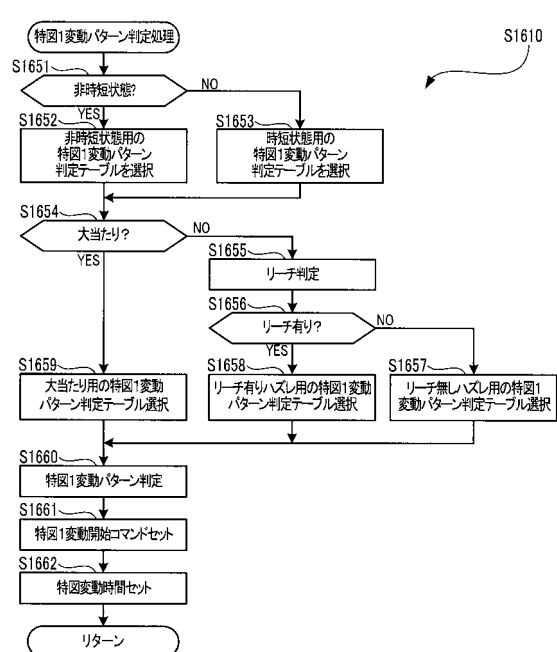 特図1変動パターン判定処理
S1610
S1651
非時短状態?
NO
YES
S1652
非時短状態用の
特図1変動パターン
判定テーブルを選択
S1653
時短状態用の
特図1変動パターン
判定テーブルを選択
S1654
大当たり?
NO
YES
S1655
リーチ判定
S1656
リーチ有り?
NO
YES
S1659
大当たり用の特図1変動
パターン判定テーブル選択
S1658
リーチ有りハズレ用の特図1変動
パターン判定テーブル選択
S1657
リーチ無しハズレ用の特図1
変動パターン判定テーブル選択
S1660
特図1変動パターン判定
S1661
特図1変動開始コマンドセット
S1662
特図変動時間セット
リターン